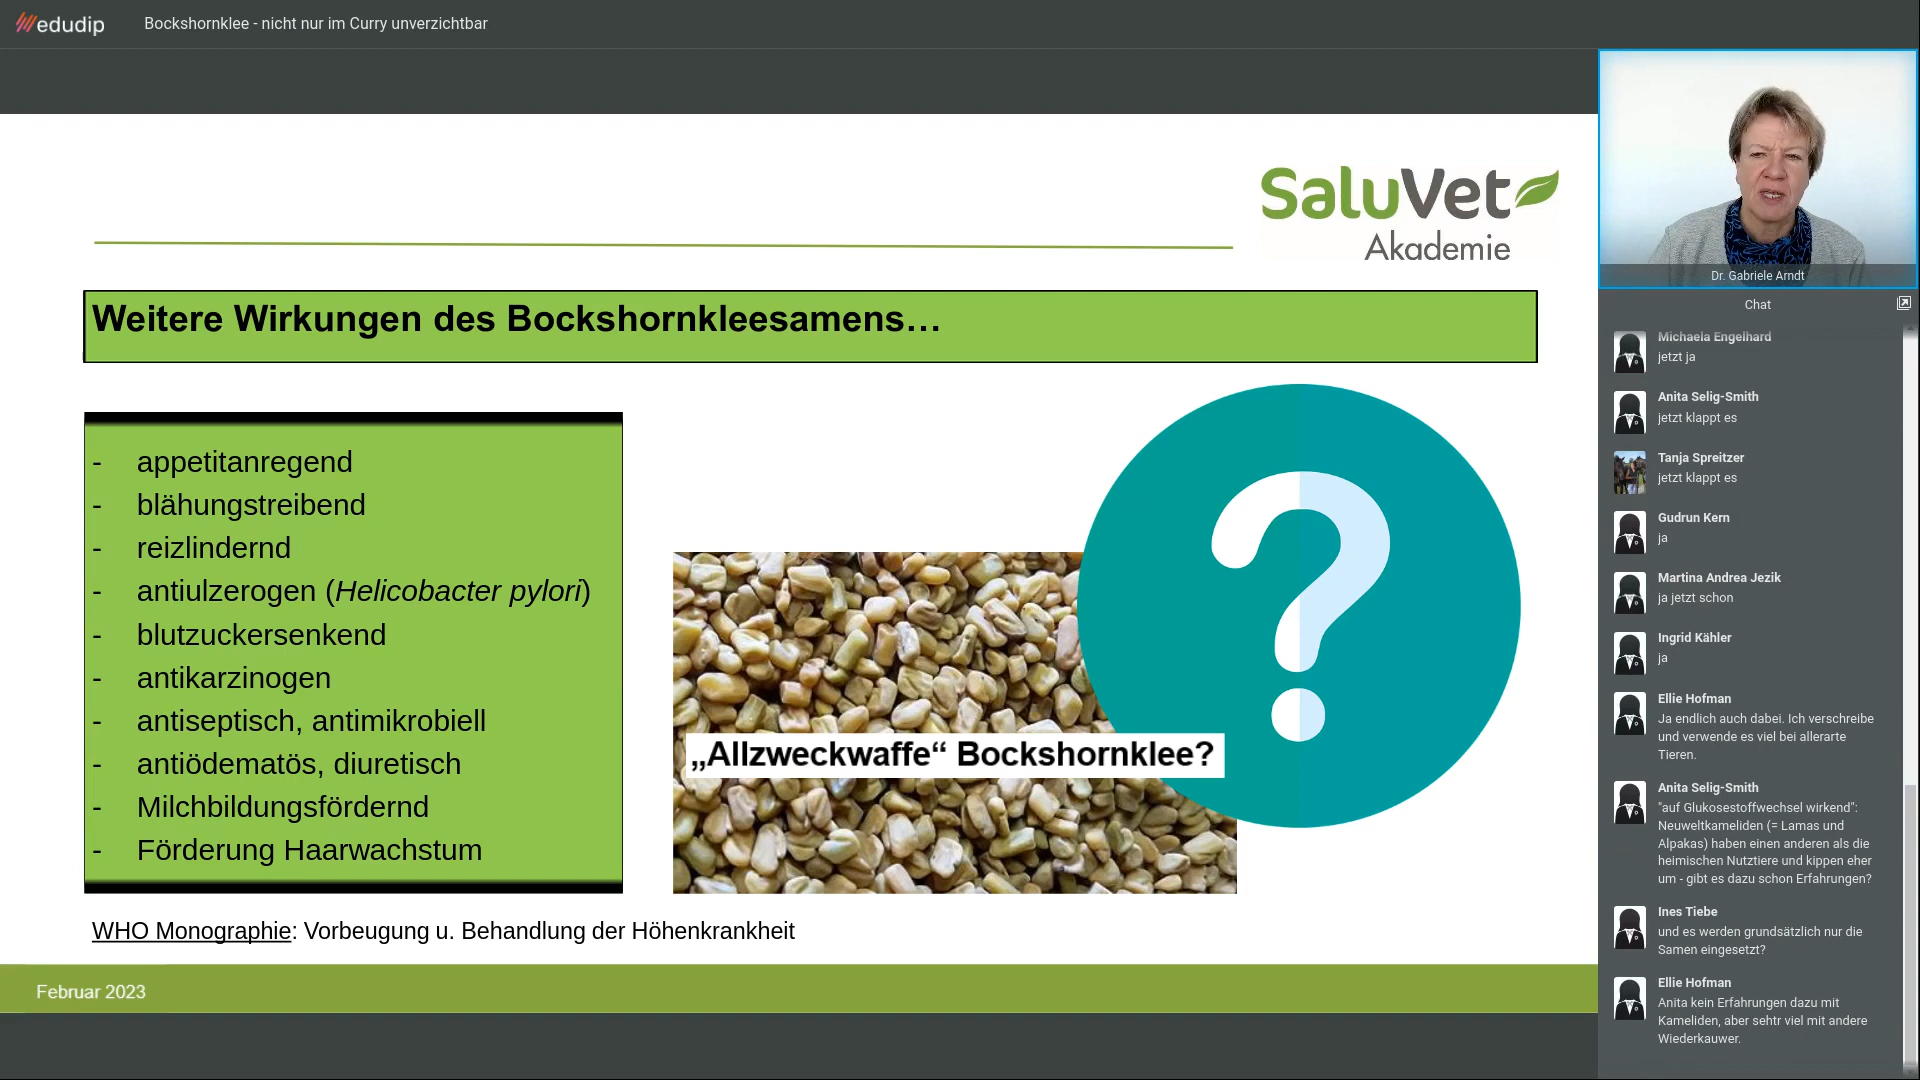 edudip
Bockshornklee - nicht nur im Curry unverzichtbar
SaluVet
Akademie
Weitere Wirkungen des Bockshornkleesamens…
- appetitanregend
- blähungstreibend
- reizlindernd
- antiulzerogen (Helicobacter pylori)
- blutzuckersenkend
- antikarzinogen
- antiseptisch, antimikrobiell
- antiödematös, diuretisch
- Milchbildungsfördernd
- Förderung Haarwachstum
„Allzweckwaffe“ Bockshornklee?
?
WHO Monographie: Vorbeugung u. Behandlung der Höhenkrankheit
Februar 2023
Dr. Gabriele Arndt
Chat
Michaela Engelhard
jetzt ja
Anita Selig-Smith
jetzt klappt es
Tanja Spreitzer
jetzt klappt es
Gudrun Kern
ja
Martina Andrea Jezik
ja jetzt schon
Ingrid Kähler
ja
Ellie Hofman
Ja endlich auch dabei. Ich verschreibe
und verwende es viel bei allerarte
Tieren.
Anita Selig-Smith
"auf Glukosestoffwechsel wirkend":
Neuweltkameliden (= Lamas und
Alpakas) haben einen anderen als die
heimischen Nutztiere und kippen eher
um - gibt es dazu schon Erfahrungen?
Ines Tiebe
und es werden grundsätzlich nur die
Samen eingesetzt?
Ellie Hofman
Anita kein Erfahrungen dazu mit
Kameliden, aber sehtr viel mit andere
Wiederkauwer.